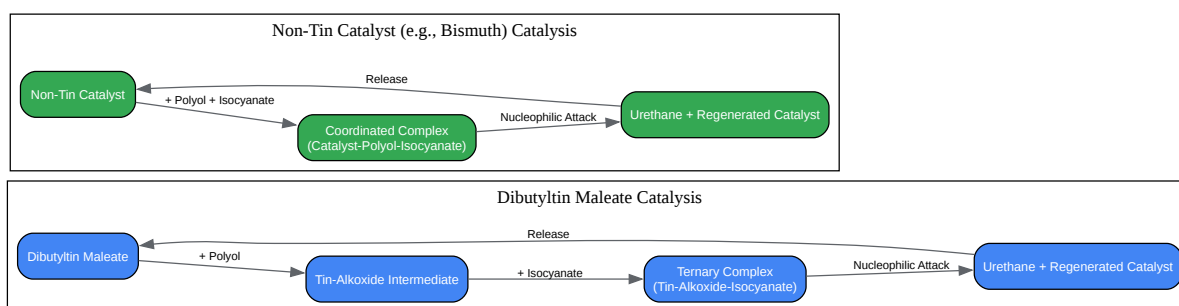 Non-Tin Catalyst (e.g., Bismuth) Catalysis
Release
Non-Tin Catalyst
+ Polyol + Isocyanate
Urethane + Regenerated Catalyst
Nucleophilic Attack
Coordinated Complex
(Catalyst-Polyol-Isocyanate)
Dibutyltin Maleate Catalysis
Release
Dibutyltin Maleate
+ Polyol
Tin-Alkoxide Intermediate
+ Isocyanate
Ternary Complex
(Tin-Alkoxide-Isocyanate)
Nucleophilic Attack
Urethane + Regenerated Catalyst